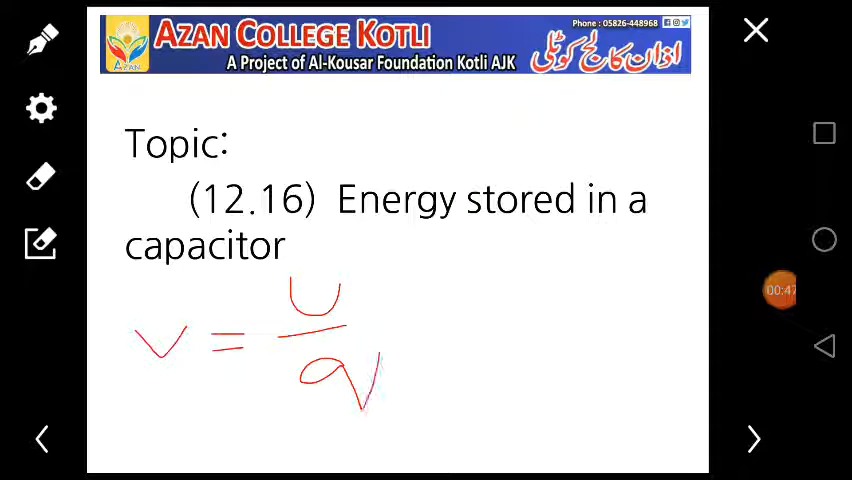 Phone : 05826-448968
AZAN COLLEGE KOTLI
A Project of Al-Kousar Foundation Kotli AJK
اذان کالج کوٹلی
AZAN
Topic:
(12.16) Energy stored in a
capacitor
v = U/q
00:47